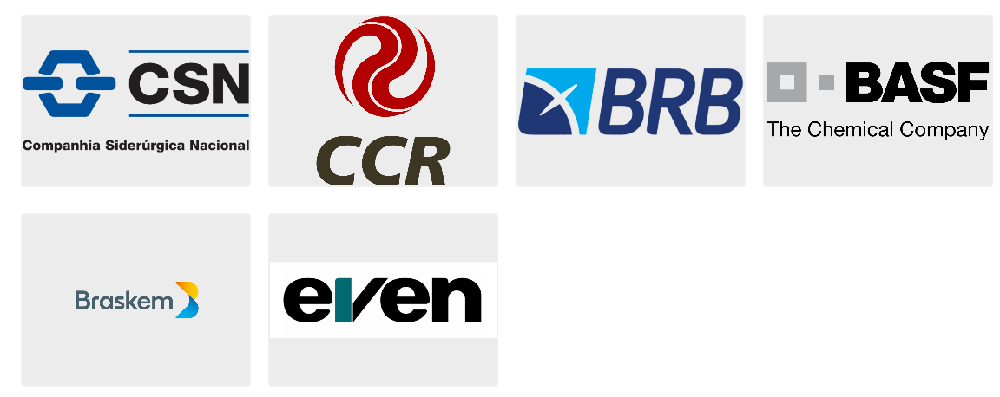 CSN
Companhia Siderúrgica Nacional
CCR
BRB
BASF
The Chemical Company
Braskem
even